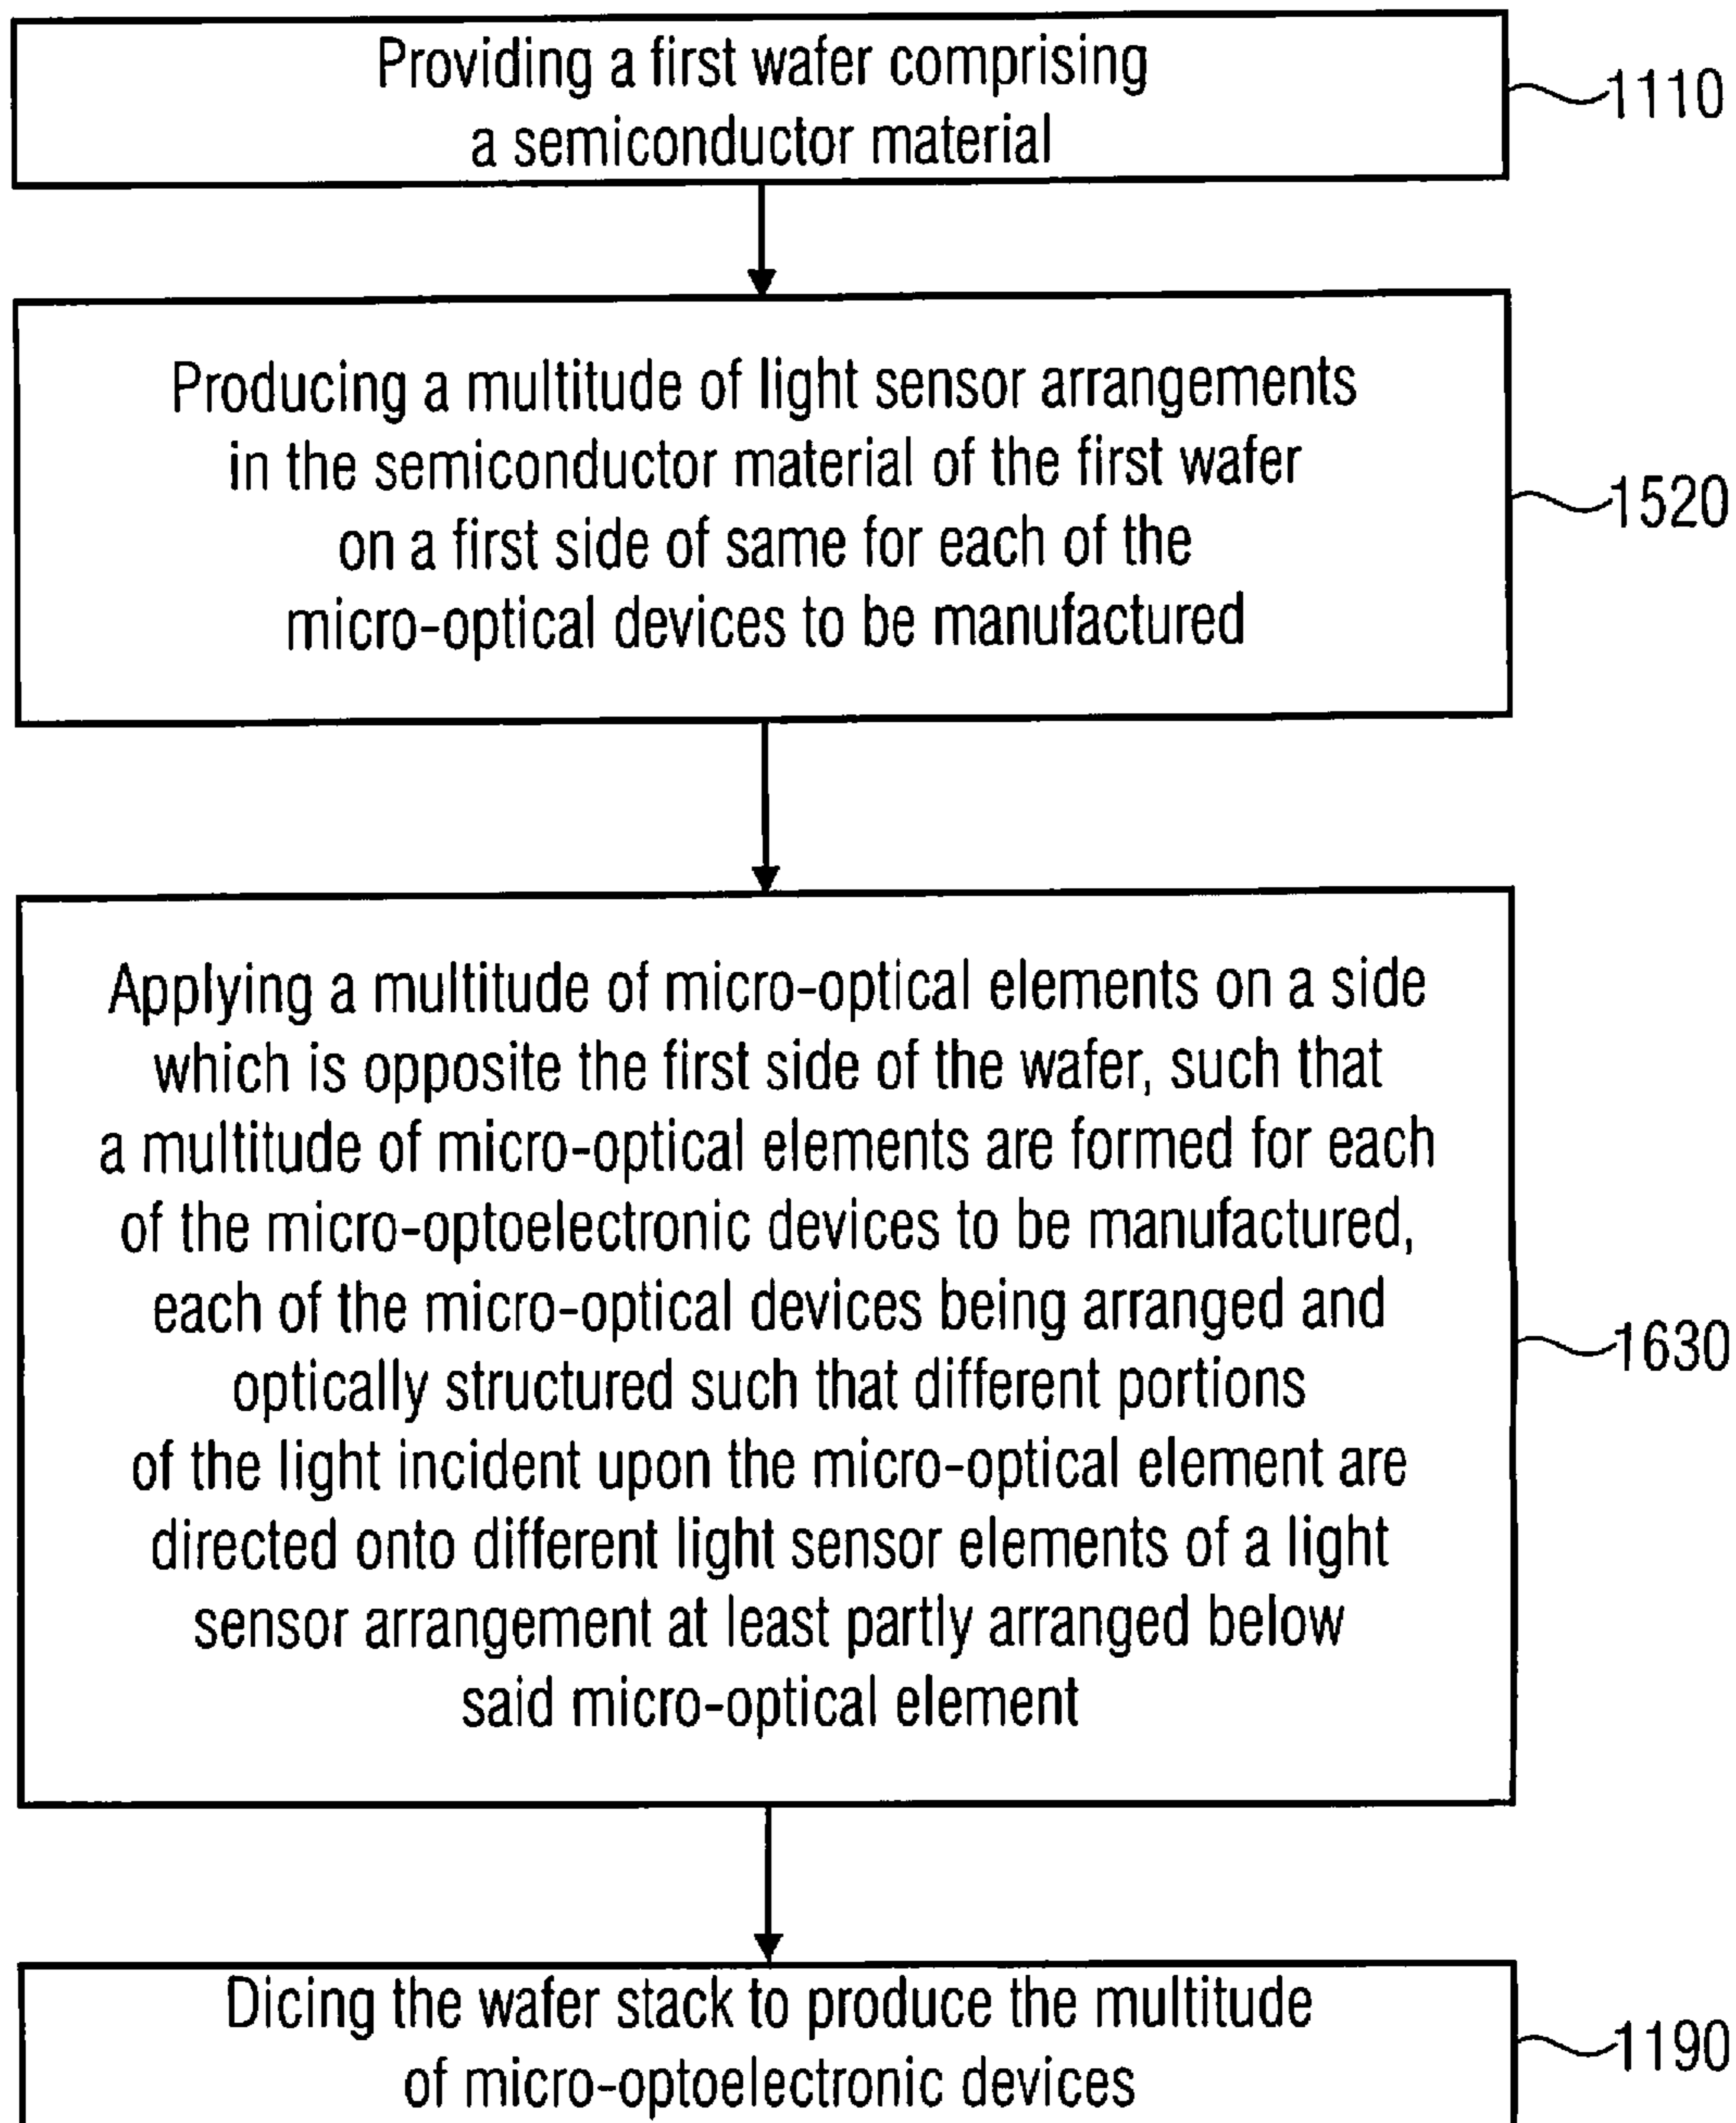 Providing a first wafer comprising
a semiconductor material
1110
Producing a multitude of light sensor arrangements
in the semiconductor material of the first wafer
on a first side of same for each of the
micro-optical devices to be manufactured
1520
Applying a multitude of micro-optical elements on a side
which is opposite the first side of the wafer, such that
a multitude of micro-optical elements are formed for each
of the micro-optoelectronic devices to be manufactured,
each of the micro-optical devices being arranged and
optically structured such that different portions
of the light incident upon the micro-optical element are
directed onto different light sensor elements of a light
sensor arrangement at least partly arranged below
said micro-optical element
1630
Dicing the wafer stack to produce the multitude
of micro-optoelectronic devices
1190